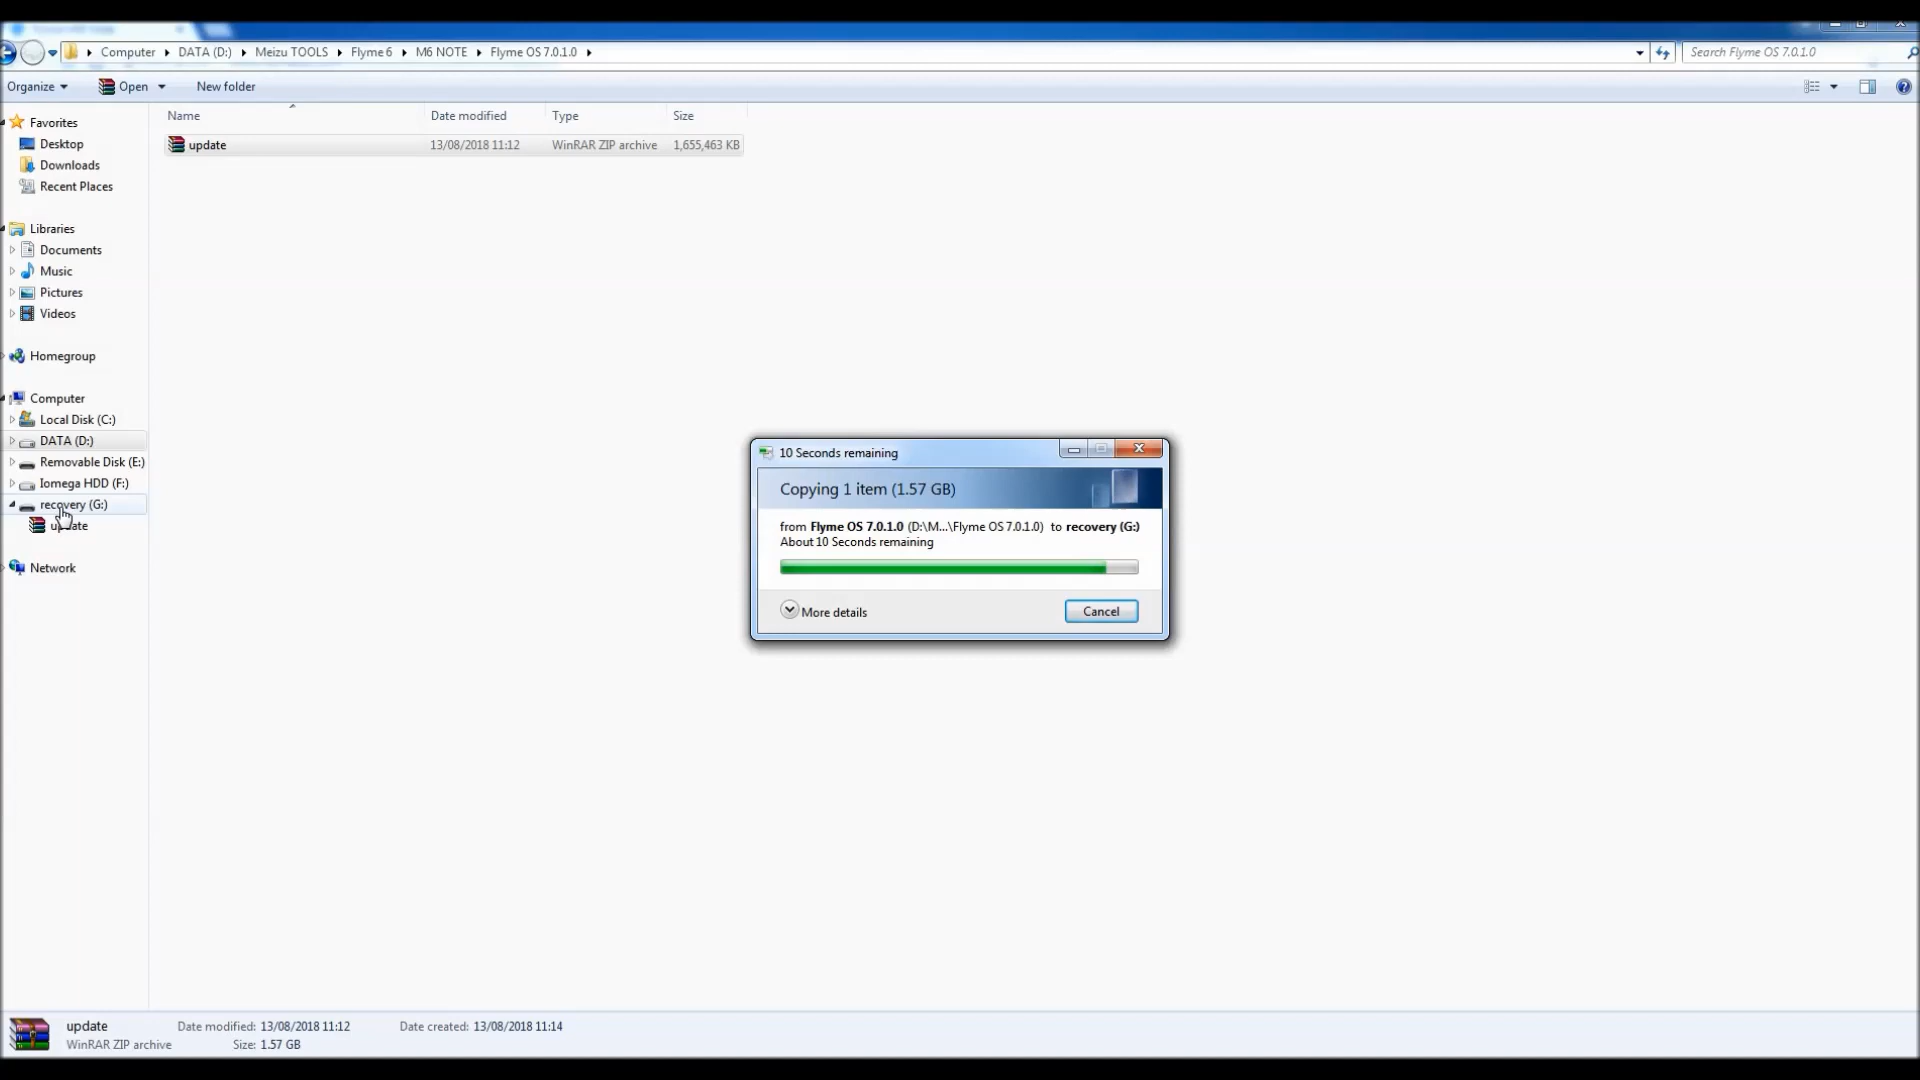 Computer DATA (D:) Meizu TOOLS Flyme 6 M6 NOTE Flyme OS 7.0.1.0 Search Flyme OS 7.0.1.0
Organize Open New folder
Name Date modified Type Size
update 13/08/2018 11:12 WinRAR ZIP archive 1,655,463 KB
Favorites
Desktop
Downloads
Recent Places
Libraries
Documents
Music
Pictures
Videos
Homegroup
Computer
Local Disk (C:)
DATA (D:)
Removable Disk (E:)
Iomega HDD (F:)
recovery (G:)
update
Network
10 Seconds remaining
Copying 1 item (1.57 GB)
from Flyme OS 7.0.1.0 (D:\M...\Flyme OS 7.0.1.0) to recovery (G:)
About 10 Seconds remaining
More details Cancel
update Date modified: 13/08/2018 11:12 Date created: 13/08/2018 11:14
WinRAR ZIP archive Size: 1.57 GB